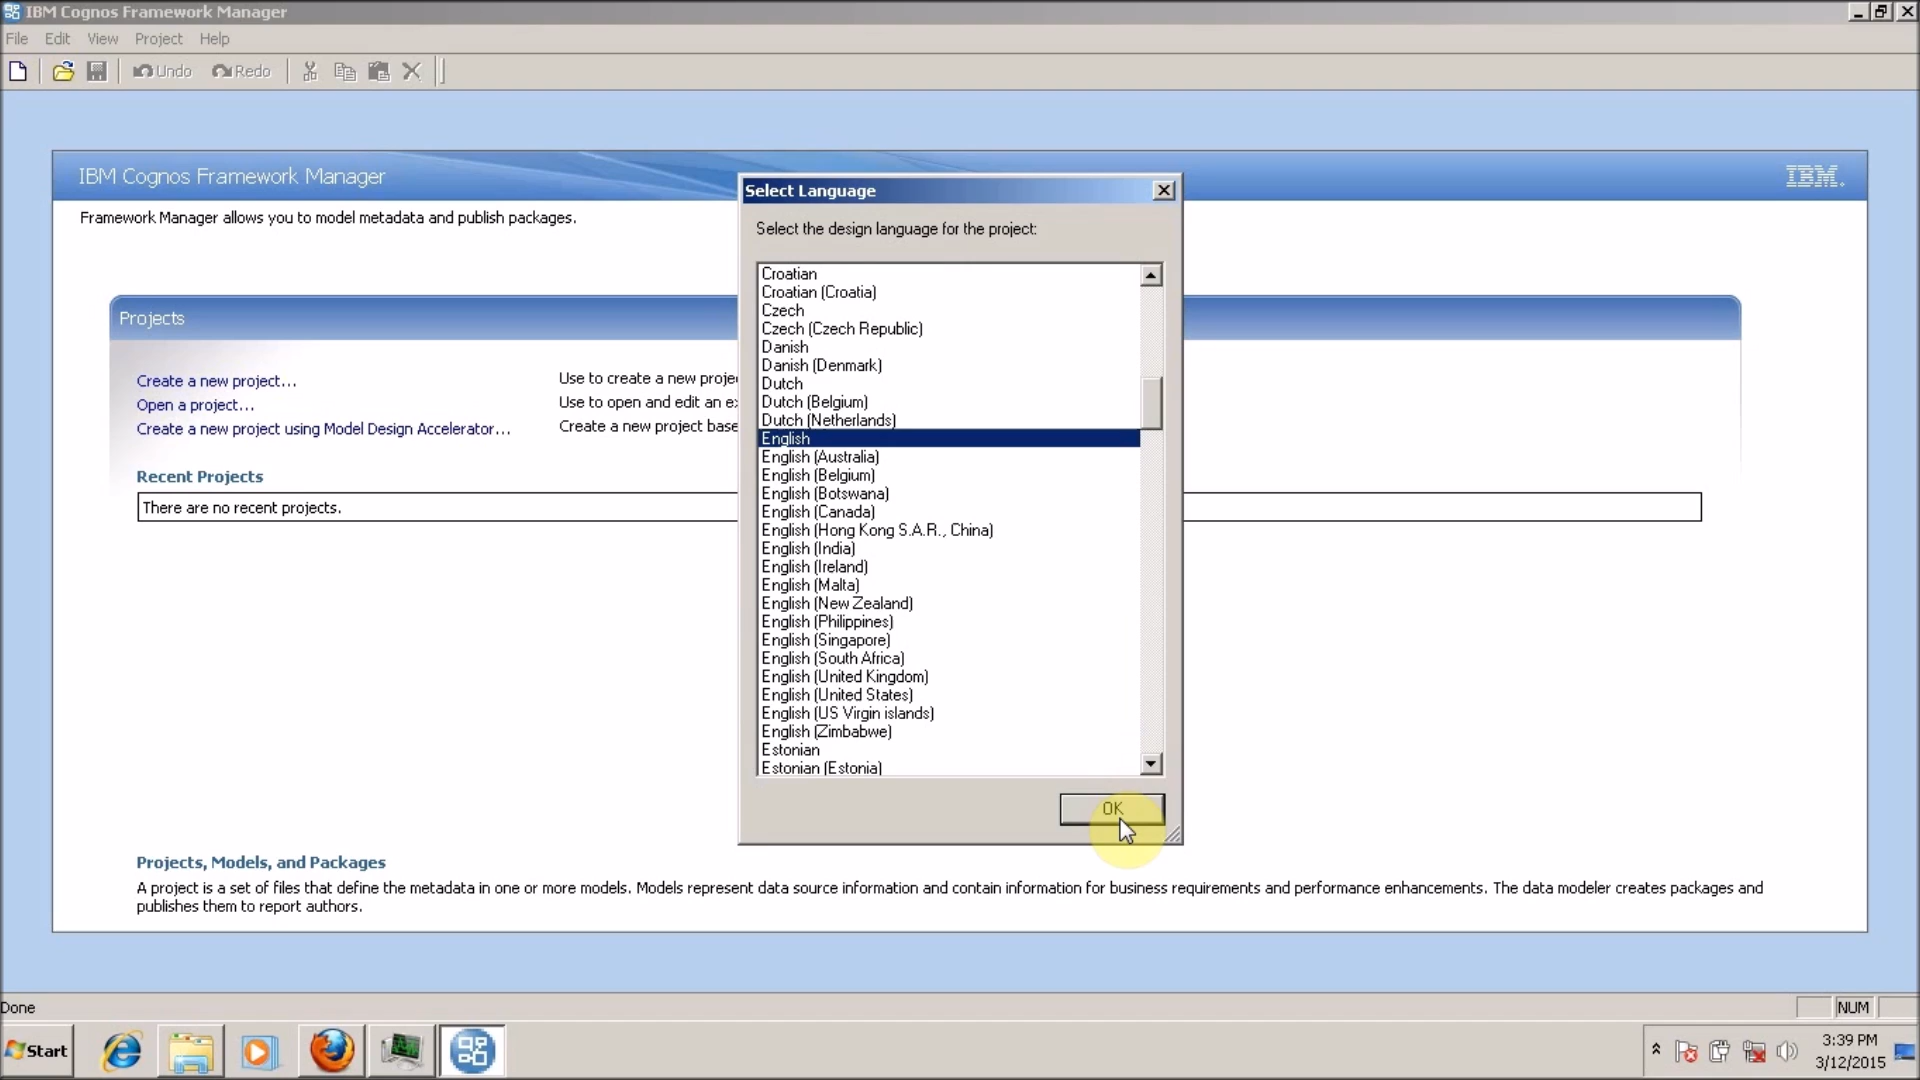 IBM Cognos Framework Manager
File Edit View Project Help
Undo Redo
IBM Cognos Framework Manager
IBM.
Framework Manager allows you to model metadata and publish packages.
Projects
Create a new project... Use to create a new proje
Open a project... Use to open and edit an ex
Create a new project using Model Design Accelerator... Create a new project base
Recent Projects
There are no recent projects.
Select Language
Select the design language for the project:
Croatian
Croatian (Croatia)
Czech
Czech (Czech Republic)
Danish
Danish (Denmark)
Dutch
Dutch (Belgium)
Dutch (Netherlands)
English
English (Australia)
English (Belgium)
English (Botswana)
English (Canada)
English (Hong Kong S.A.R., China)
English (India)
English (Ireland)
English (Malta)
English (New Zealand)
English (Philippines)
English (Singapore)
English (South Africa)
English (United Kingdom)
English (United States)
English (US Virgin islands)
English (Zimbabwe)
Estonian
Estonian (Estonia)
OK
Projects, Models, and Packages
A project is a set of files that define the metadata in one or more models. Models represent data source information and contain information for business requirements and performance enhancements. The data modeler creates packages and
publishes them to report authors.
Done
NUM
Start
3:39 PM
3/12/2015